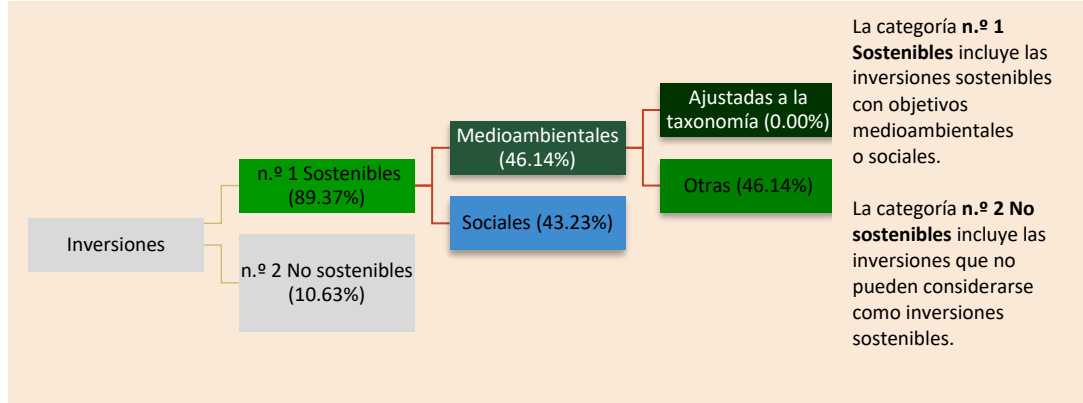 Inversiones
n.º 1 Sostenibles
(89.37%)
n.º 2 No sostenibles
(10.63%)
Medioambientales
(46.14%)
Sociales (43.23%)
Ajustadas a la
taxonomía (0.00%)
Otras (46.14%)
La categoría n.º 1
Sostenibles incluye las
inversiones sostenibles
con objetivos
medioambientales
o sociales.
La categoría n.º 2 No
sostenibles incluye las
inversiones que no
pueden considerarse
como inversiones
sostenibles.